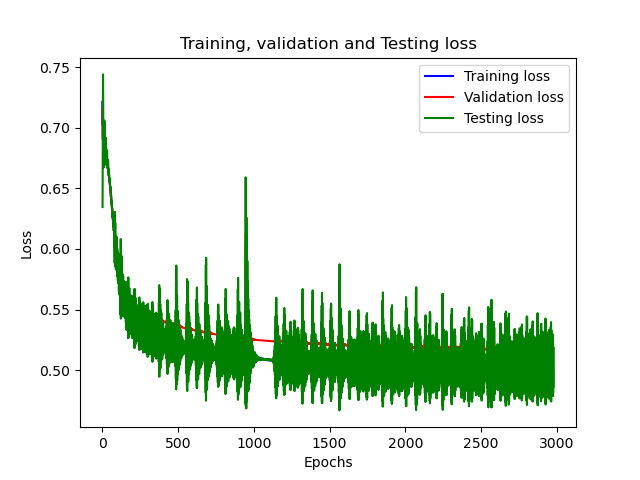 Training, validation and Testing loss
Training loss
Validation loss
Testing loss
Loss
0.75
0.70
0.65
0.60
0.55
0.50
0
500
1000
1500
2000
2500
3000
Epochs